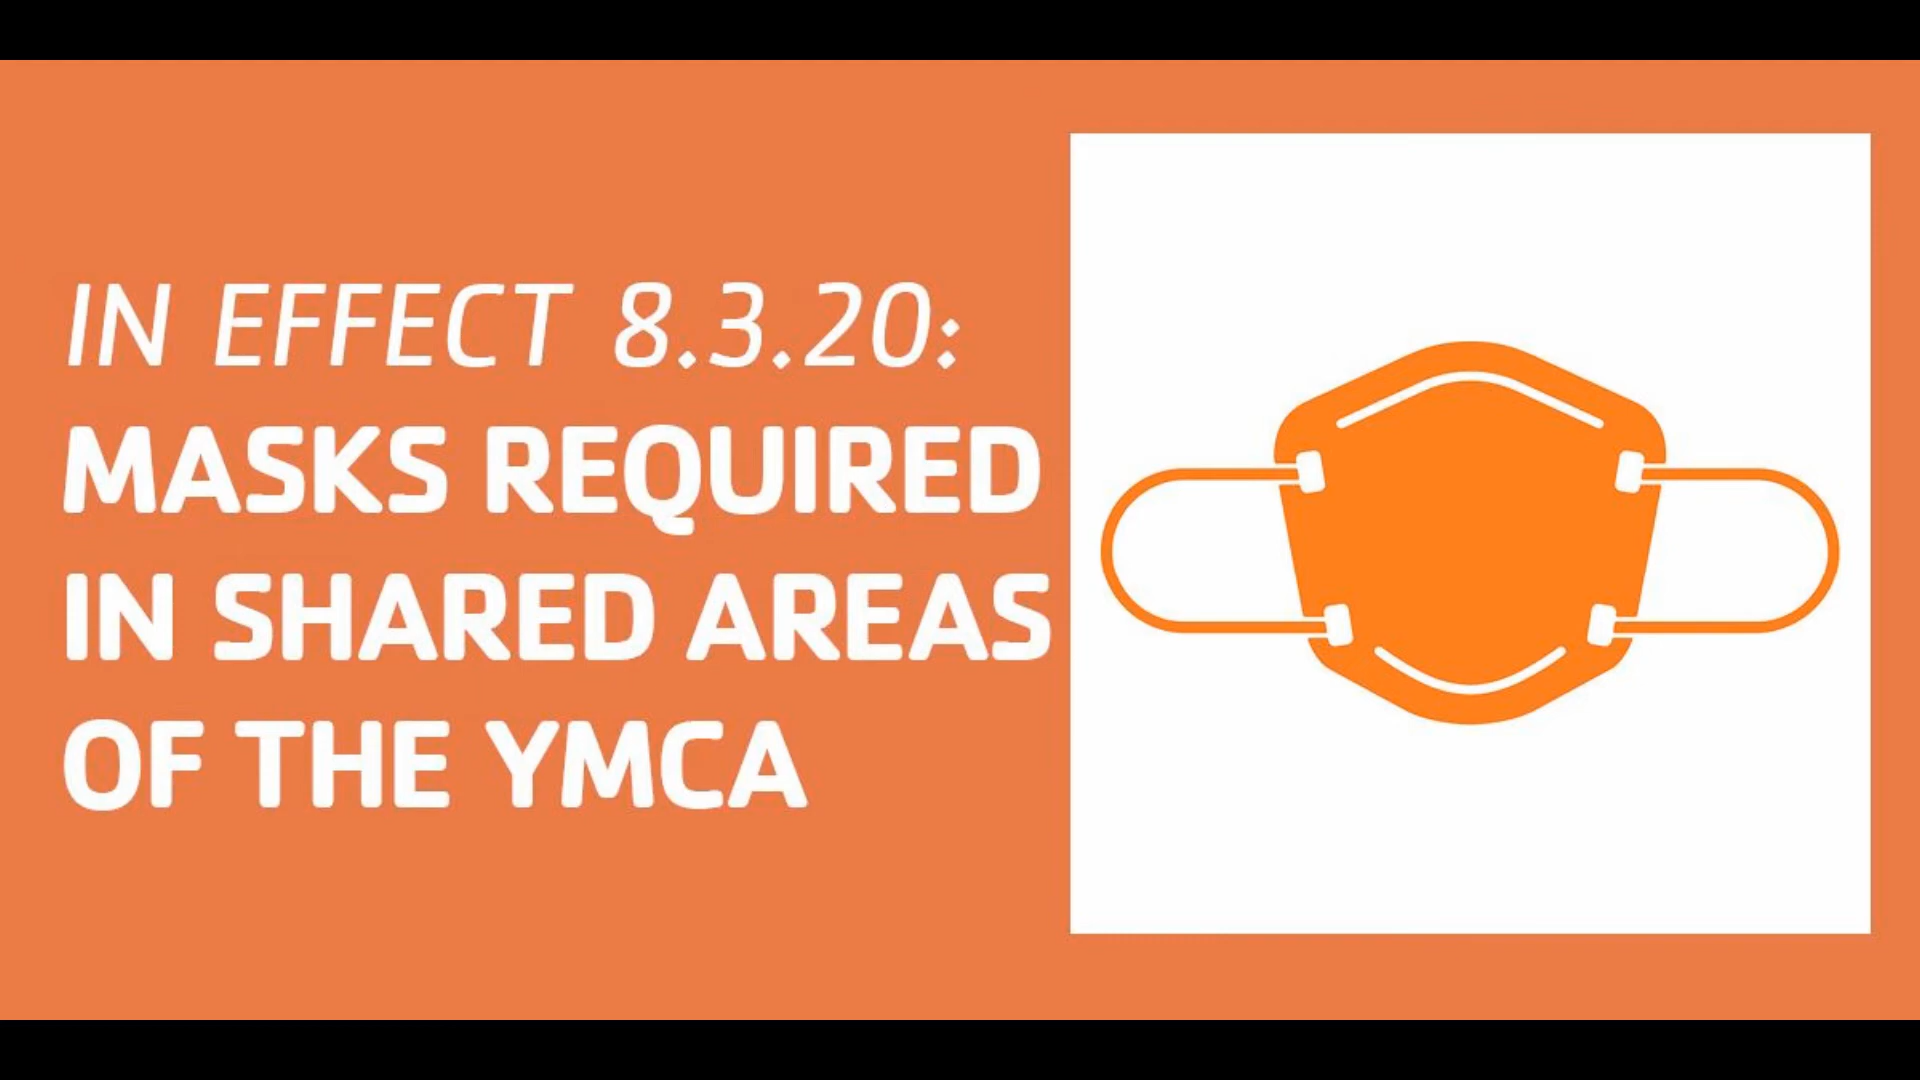 IN EFFECT 8.3.20:
MASKS REQUIRED
IN SHARED AREAS
OF THE YMCA